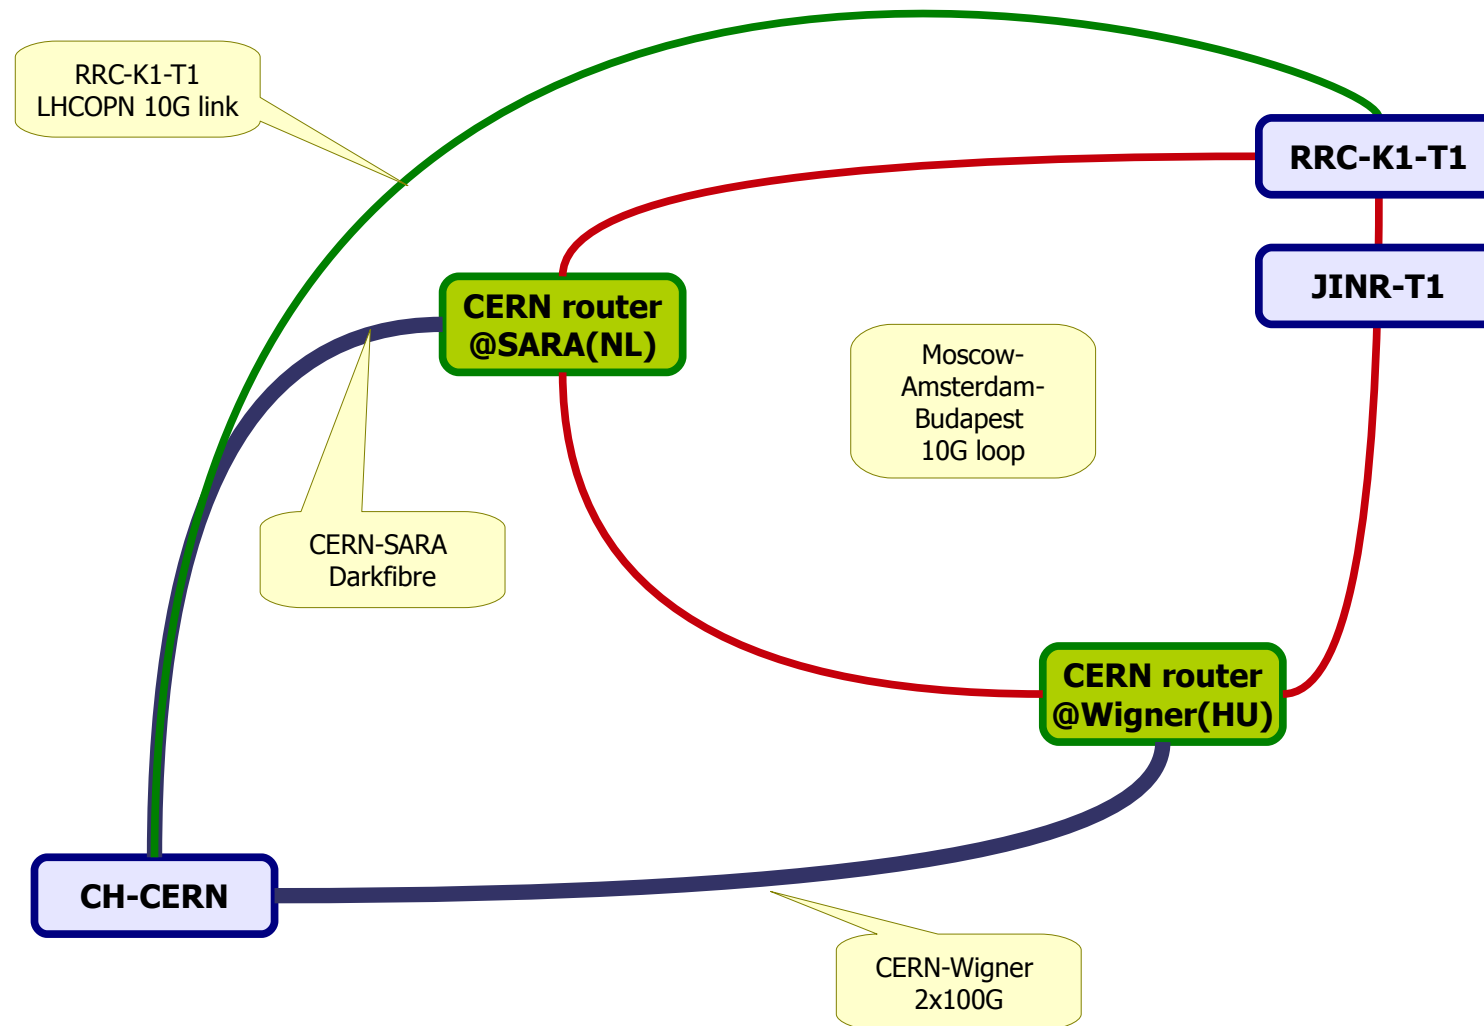 RRC-K1-T1
LHCOPN 10G link
RRC-K1-T1
JINR-T1
CERN router
@SARA(NL)
Moscow-
Amsterdam-
Budapest
10G loop
CERN-SARA
Darkfibre
CERN router
@Wigner(HU)
CH-CERN
CERN-Wigner
2x100G